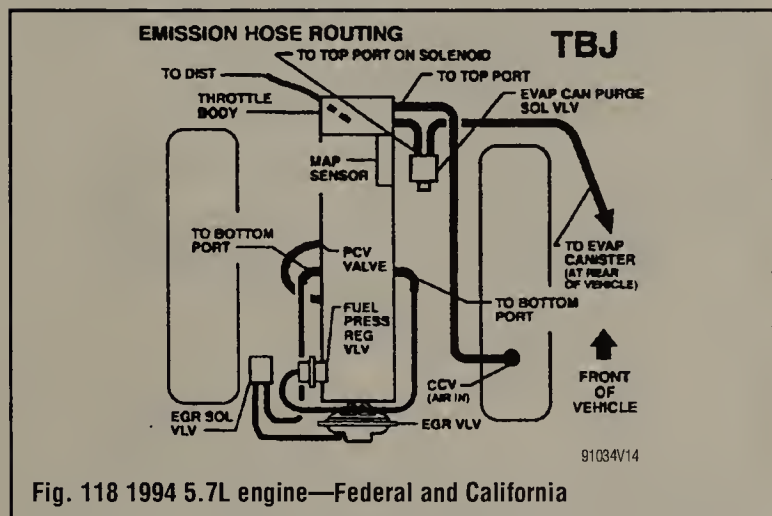 EMISSION HOSE ROUTING
TBJ
TO TOP PORT ON SOLENOID
TO DIST
TO TOP PORT
THROTTLE
BODY
EVAP CAN PURGE
SOL VLV
MAP
SENSOR
TO BOTTOM
PORT
PCV
VALVE
TO EVAP
CANISTER
(AT REAR
OF VEHICLE)
TO BOTTOM
PORT
FUEL
PRESS
REG
VLV
CCV
(AIR IN)
FRONT
OF
VEHICLE
EGR SOL
VLV
EGR VLV
91034V14
Fig. 118 1994 5.7L engine—Federal and California